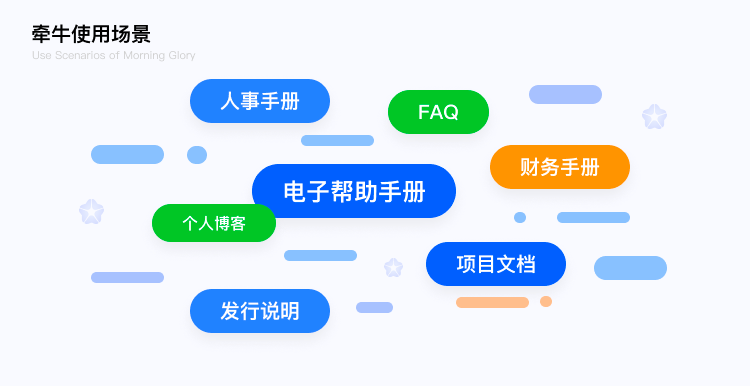 牵牛使用场景
Use Scenarios of Morning Glory
人事手册
FAQ
财务手册
电子帮助手册
个人博客
项目文档
发行说明